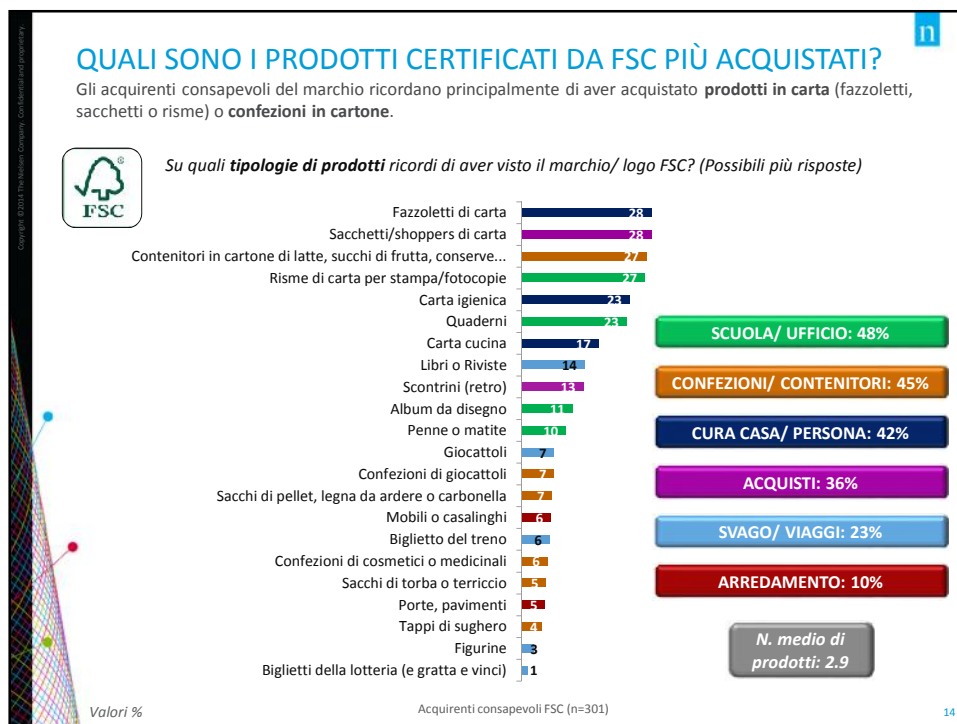 n
QUALI SONO I PRODOTTI CERTIFICATI DA FSC PIÙ ACQUISTATI?
Gli acquirenti consapevoli del marchio ricordano principalmente di aver acquistato prodotti in carta (fazzoletti,
sacchetti o risme) o confezioni in cartone.
Copyright ©2014 The Nielsen Company. Confidential and proprietary.
®
FSC
Su quali tipologie di prodotti ricordi di aver visto il marchio/ logo FSC? (Possibili più risposte)
Fazzoletti di carta 28
Sacchetti/shoppers di carta 28
Contenitori in cartone di latte, succhi di frutta, conserve... 27
Risme di carta per stampa/fotocopie 27
Carta igienica 23
Quaderni 23
Carta cucina 17
Libri o Riviste 14
Scontrini (retro) 13
Album da disegno 11
Penne o matite 10
Giocattoli 7
Confezioni di giocattoli 7
Sacchi di pellet, legna da ardere o carbonella 7
Mobili o casalinghi 6
Biglietto del treno 6
Confezioni di cosmetici o medicinali 6
Sacchi di torba o terriccio 5
Porte, pavimenti 5
Tappi di sughero 4
Figurine 3
Biglietti della lotteria (e gratta e vinci) 1
SCUOLA/ UFFICIO: 48%
CONFEZIONI/ CONTENITORI: 45%
CURA CASA/ PERSONA: 42%
ACQUISTI: 36%
SVAGO/ VIAGGI: 23%
ARREDAMENTO: 10%
N. medio di
prodotti: 2.9
Valori %
Acquirenti consapevoli FSC (n=301)
14